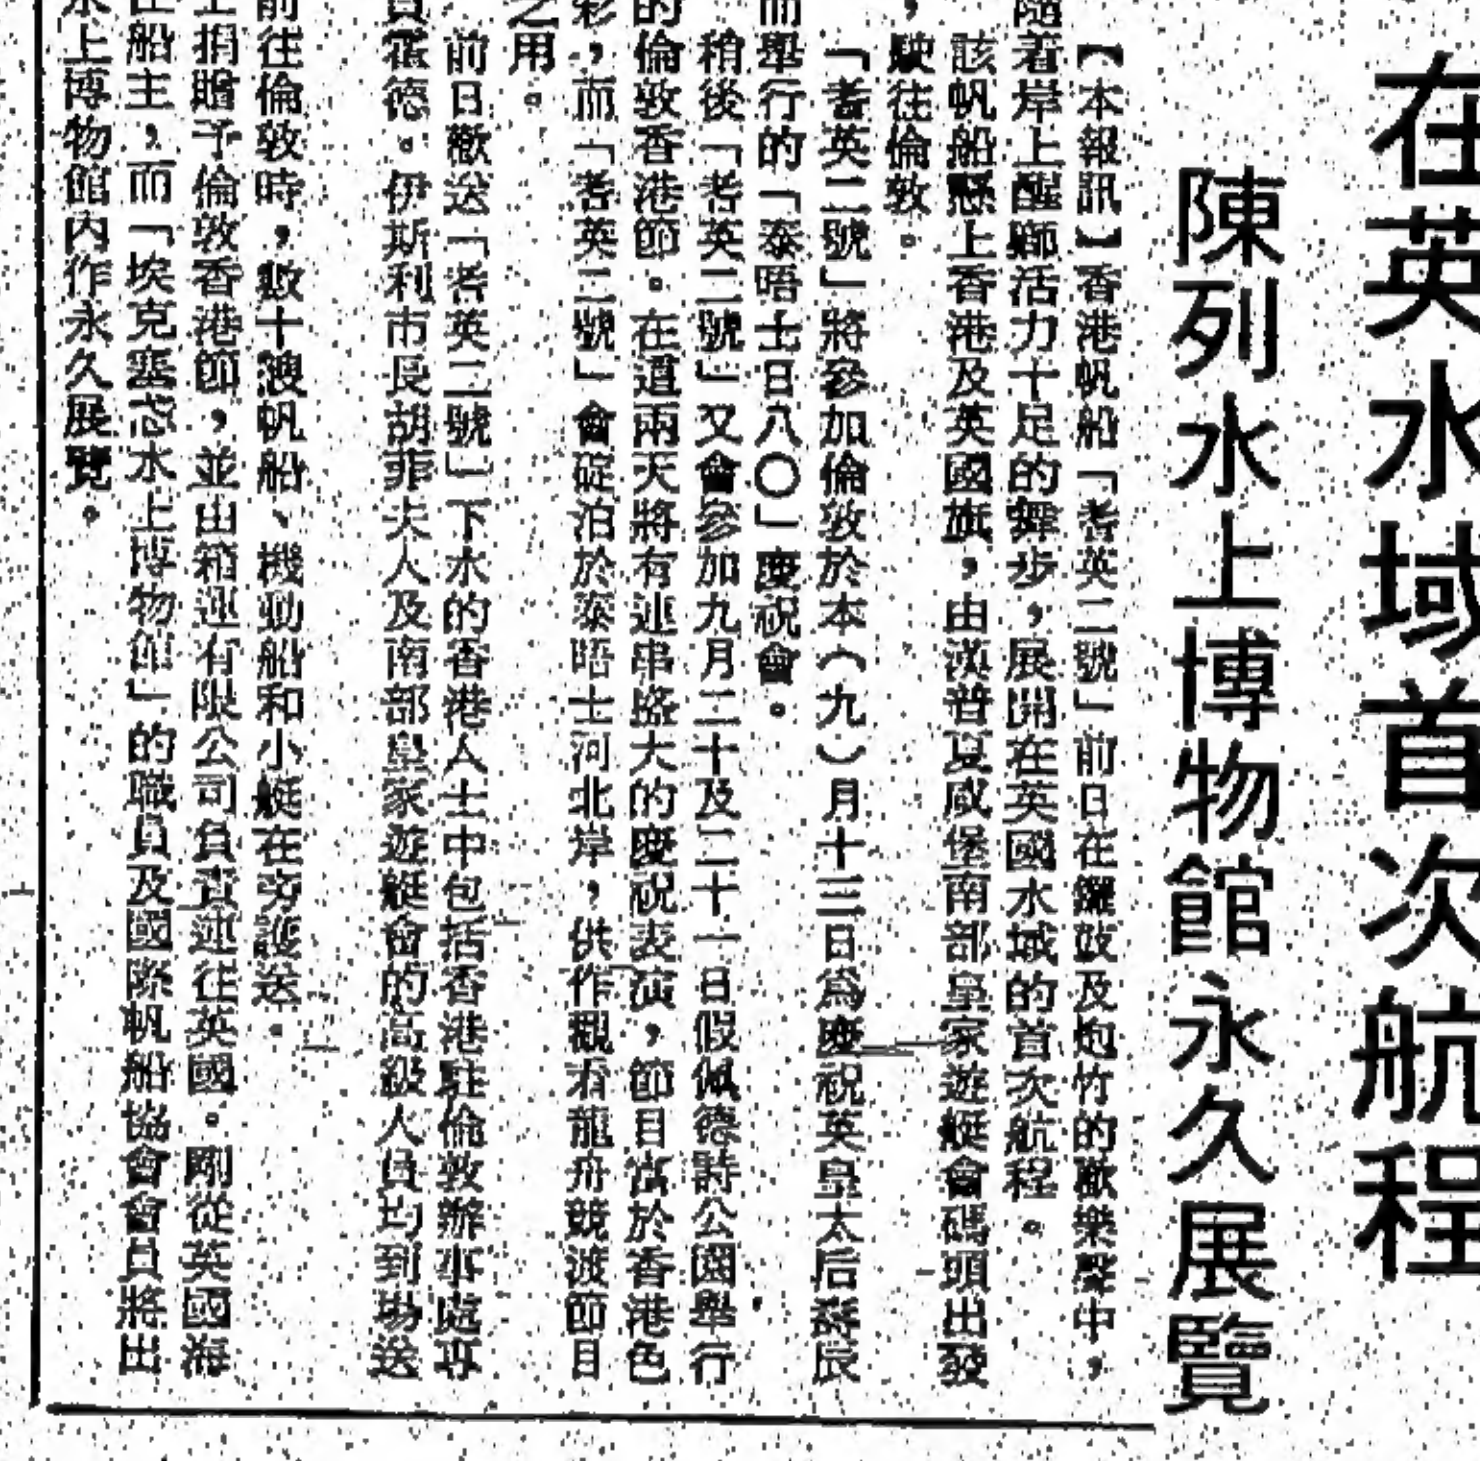 在英水域首次航程
陳列水上博物館永久展覽
【本報訊】香港帆船「耆英二號」前日在鑼鼓及炮竹的歡樂聲中，
隨着岸上醒獅活力十足的舞步，展開在英國水域的首次航程。
該帆船懸上香港及英國旗，由漢普夏咸堡南部皇家遊艇會碼頭出發
，駛往倫敦。
「耆英二號」將參加倫敦於本（九）月十三日爲慶祝英皇太后壽辰
而舉行的「泰晤士日八〇」慶祝會。
稍後「耆英二號」又會參加九月二十及二十一日假佩德詩公園舉行
的倫敦香港節。在這兩天將有連串盛大的慶祝表演，節目富於香港色
彩，而「耆英二號」會碇泊於泰晤士河北岸，供作觀看龍舟競渡節目
之用。
前日歡送「耆英二號」下水的香港人士中包括香港駐倫敦辦事處專
員霍德。伊斯利市長胡菲夫人及南部皇家遊艇會的高級人員均到場送
前往倫敦時，數十艘帆船、機動船和小艇在旁護送。
捐贈予倫敦香港節，並由箱運有限公司負責運往英國。剛從英國海
船主，而「埃克塞忒水上博物館」的職員及國際帆船協會會員將出
水上博物館內作永久展覽。